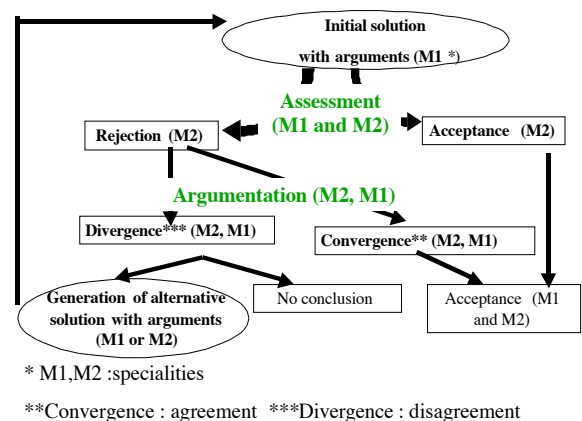 Initial solution
with arguments (M1 *)
Assessment
(M1 and M2)
Rejection (M2)
Acceptance (M2)
Argumentation (M2, M1)
Divergence*** (M2, M1)
Convergence** (M2, M1)
Generation of alternative
solution with arguments
(M1 or M2)
No conclusion
Acceptance (M1
and M2)
* M1,M2 :specialities
**Convergence : agreement ***Divergence : disagreement